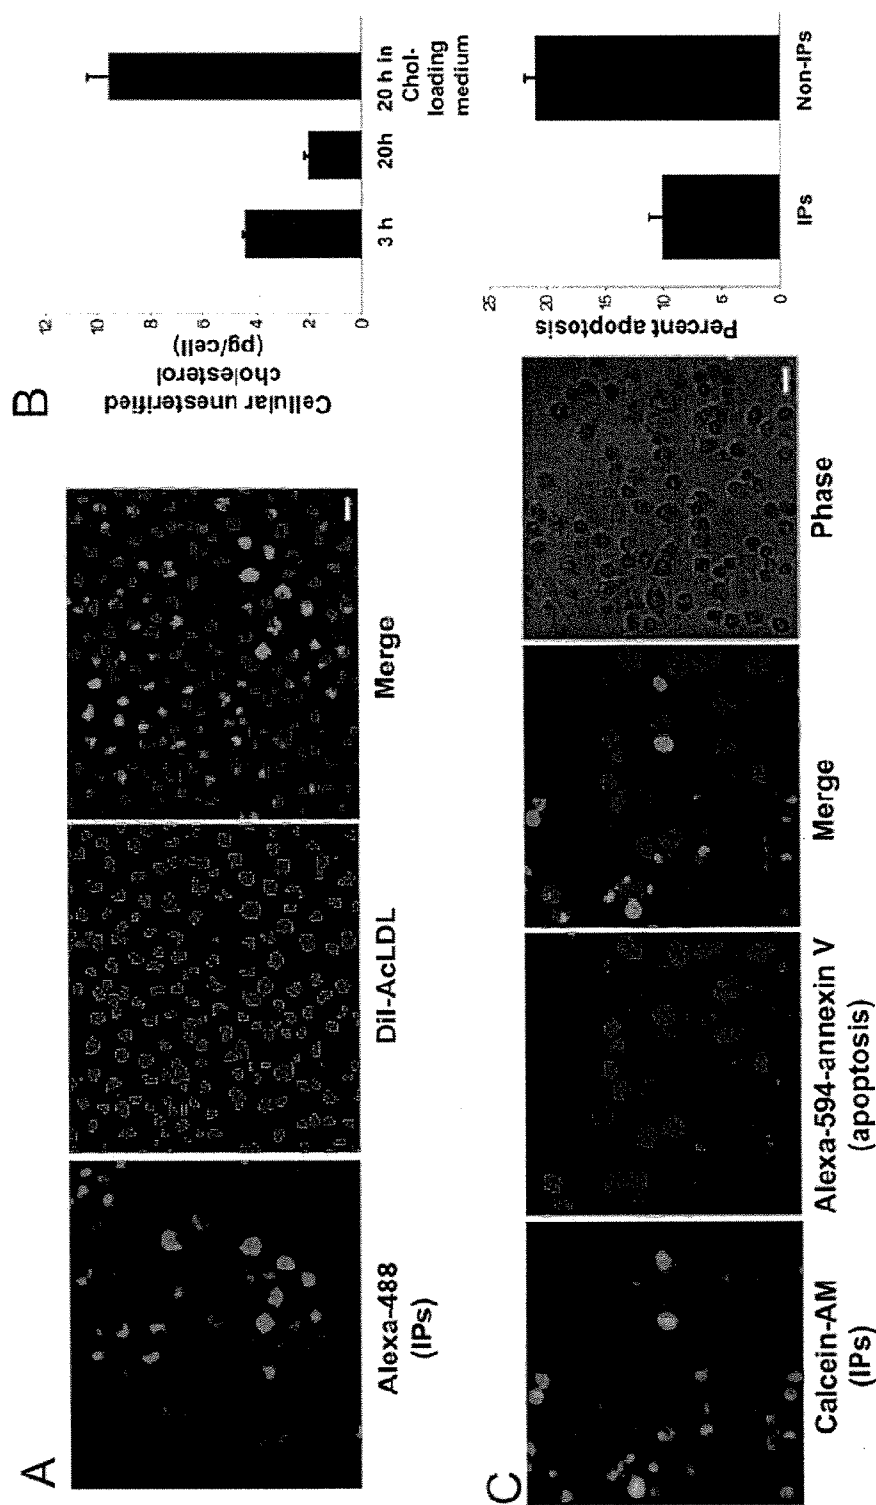 A
Alexa-488
(IPs)
DiI-AcLDL
Merge
B
Cellular unesterified
cholesterol
(pg/cell)
12
10
8
6
4
2
0
3 h
20h
20 h in
Chol-
loading
medium
C
Calcein-AM
(IPs)
Alexa-594-annexin V
(apoptosis)
Merge
Phase
Percent apoptosis
25
20
15
10
5
0
IPs
Non-IPs